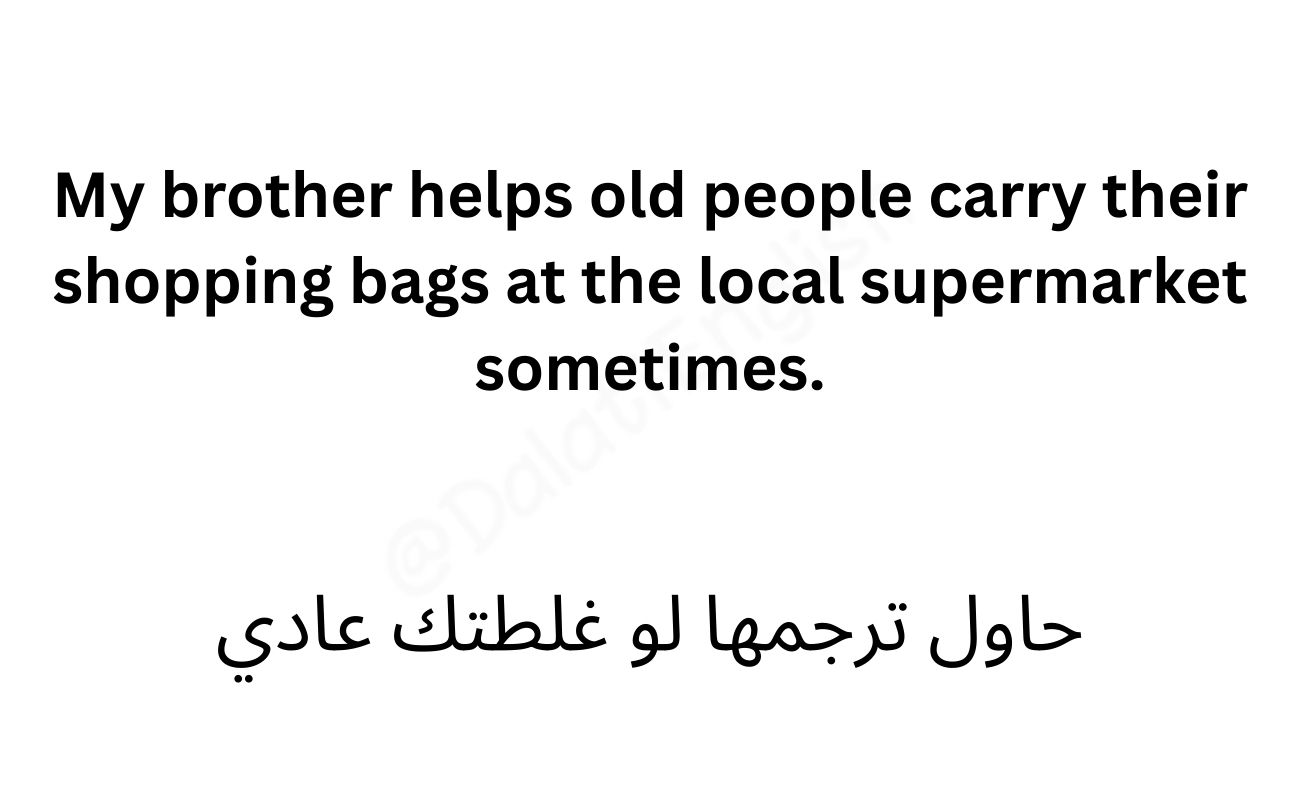 My brother helps old people carry their
shopping bags at the local supermarket
sometimes.
@DalatEnglish
حاول ترجمها لو غلطتك عادي